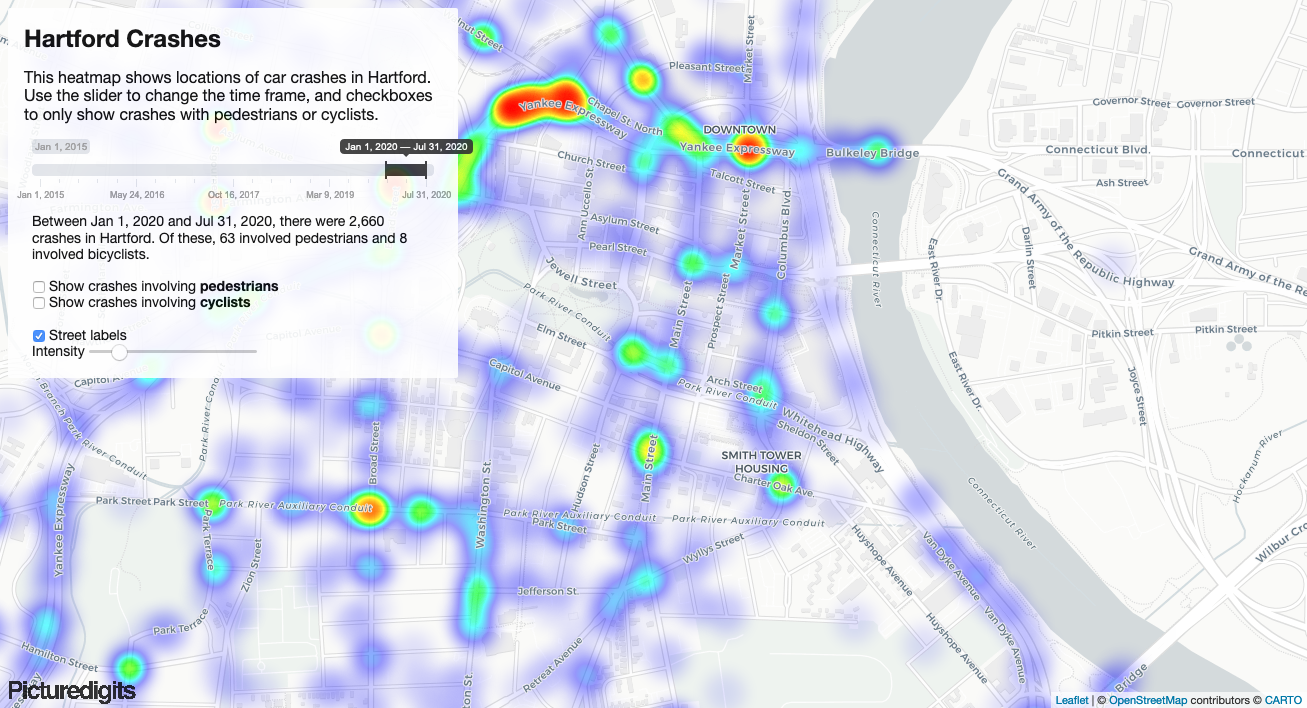 Hartford Crashes
This heatmap shows locations of car crashes in Hartford.
Use the slider to change the time frame, and checkboxes
to only show crashes with pedestrians or cyclists.
Jan 1, 2015
Jan 1, 2020 — Jul 31, 2020
Jan 1, 2015
May 24, 2016
Oct 16, 2017
Mar 9, 2019
Jul 31, 2020
Between Jan 1, 2020 and Jul 31, 2020, there were 2,660
crashes in Hartford. Of these, 63 involved pedestrians and 8
involved bicyclists.
Show crashes involving pedestrians
Show crashes involving cyclists
Street labels
Intensity
Pleasant Street
Market Street
Yankee Expressway
Chapel St. North
DOWNTOWN
Yankee Expressway
Bulkeley Bridge
Church Street
Talcott Street
Ann Uccello St.
Asylum Street
Pearl Street
Market Street
Columbus Blvd.
Jewell Street
Park River Conduit
Elm Street
Main Street
Prospect Street
Capitol Avenue
Capitol Avenue
Arch Street
Park River Conduit
Whitehead Highway
Sheldon Street
SMITH TOWER
HOUSING
Charter Oak Ave.
Main Street
Hudson Street
Broad Street
Washington St.
Branch Park River Conduit
Yankee Expressway
Park Street
Park Street
Park River Auxiliary Conduit
Park River Auxiliary Conduit
Park Street
Park River Auxiliary Conduit
Park Terrace
Zion Street
Park Terrace
Hamilton Street
Jefferson St.
Wyllys Street
Retreat Avenue
Huyshope Avenue
Huyshope Avenue
Van Dyke Avenue
Van Dyke Avenue
Connecticut River
Connecticut River
Governor Street
Governor Street
Connecticut Blvd.
Connecticut
Ash Street
Grand Army of the Republic Highway
Grand Army of the Re
East River Dr.
East River Dr.
Darlin Street
Pitkin Street
Pitkin Street
Joyce Street
Hockanum River
Wilbur Cro
Bridge
Picturedigits
Leaflet | © OpenStreetMap contributors © CARTO